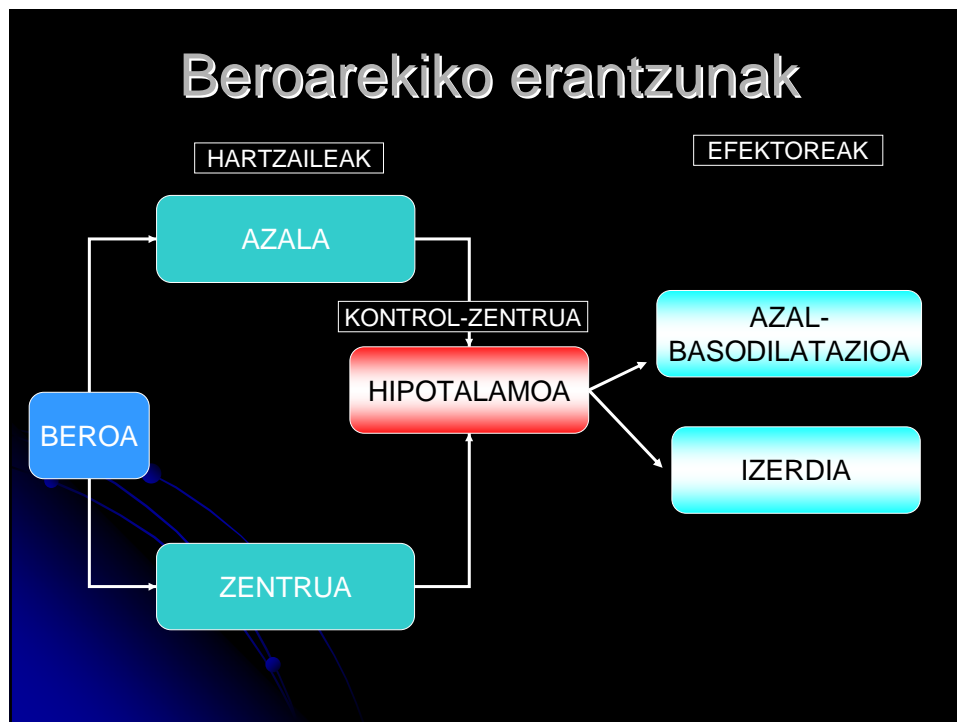 Beroarekiko erantzunak
HARTZAILEAK
EFEKTOREAK
AZALA
KONTROL-ZENTRUA
AZAL-
BASODILATAZIOA
HIPOTALAMOA
BEROA
IZERDIA
ZENTRUA